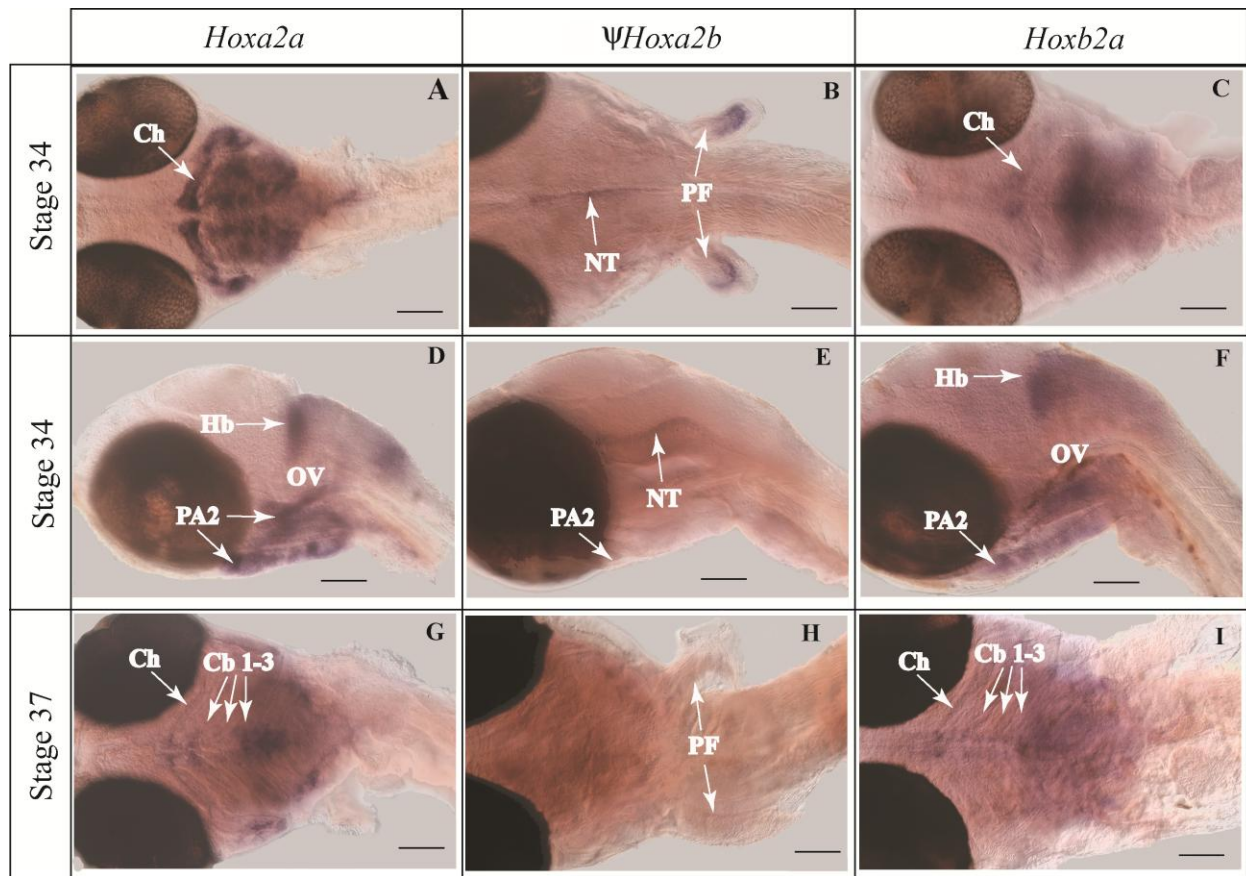 Hoxa2a ΨHoxa2b Hoxb2a
Stage 34
A
Ch
B
PF
NT
C
Ch
Stage 34
D
Hb
OV
PA2
E
NT
PA2
F
Hb
OV
PA2
Stage 37
G
Ch
Cb 1-3
H
PF
I
Ch
Cb 1-3